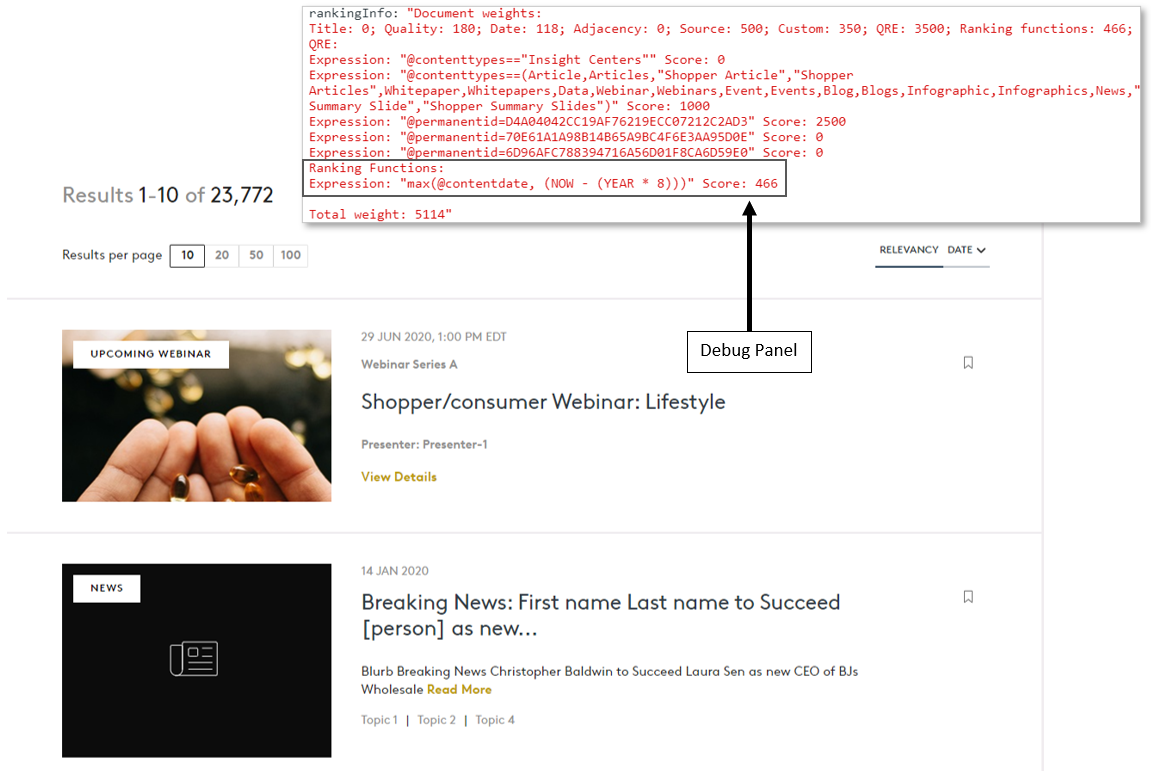 rankingInfo: "Document weights:
Title: 0; Quality: 180; Date: 118; Adjacency: 0; Source: 500; Custom: 350; QRE: 3500; Ranking functions: 466;
QRE:
Expression: "@contenttypes=="Insight Centers"" Score: 0
Expression: "@contenttypes==(Article,Articles,"Shopper Article","Shopper
Articles",Whitepaper,Whitepapers,Data,Webinar,Webinars,Event,Events,Blog,Blogs,Infographic,Infographics,News,"
Summary Slide","Shopper Summary Slides")" Score: 1000
Expression: "@permanentid=D4A04042CC19AF76219ECC07212C2AD3" Score: 2500
Expression: "@permanentid=70E61A1A98B14B65A9BC4F6E3AA95D0E" Score: 0
Expression: "@permanentid=6D96AFC788394716A56D01F8CA6D59E0" Score: 0
Ranking Functions:
Expression: "max(@contentdate, (NOW - (YEAR * 8)))" Score: 466
Total weight: 5114"
Results 1-10 of 23,772
Results per page 10 20 50 100
RELEVANCY DATE
Debug Panel
UPCOMING WEBINAR
29 JUN 2020, 1:00 PM EDT
Webinar Series A
Shopper/consumer Webinar: Lifestyle
Presenter: Presenter-1
View Details
NEWS
14 JAN 2020
Breaking News: First name Last name to Succeed
[person] as new...
Blurb Breaking News Christopher Baldwin to Succeed Laura Sen as new CEO of BJs
Wholesale Read More
Topic 1 | Topic 2 | Topic 4